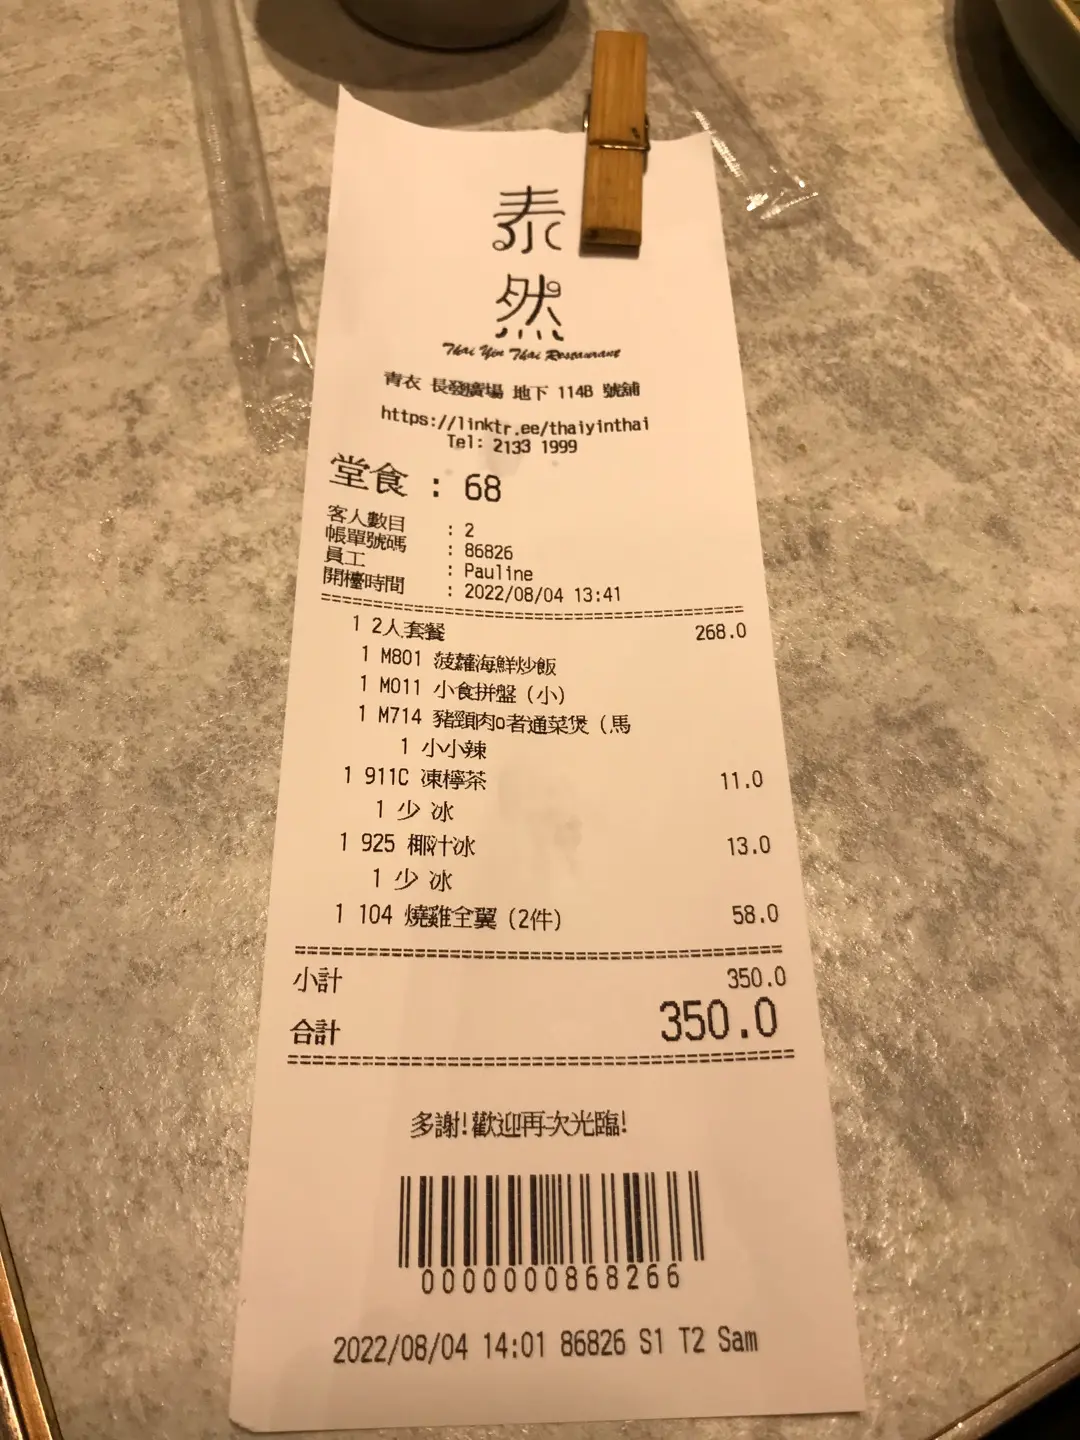 泰
然
Thai Yin Thai Restaurant
青衣 長發廣場 地下 114B 號舖
https://linktr.ee/thaiyinthai
Tel: 2133 1999
堂食 : 68
客人數目 : 2
帳單號碼 : 86826
員工 : Pauline
開檯時間 : 2022/08/04 13:41
1 2人套餐 268.0
1 M801 菠蘿海鮮炒飯
1 M011 小食拼盤 (小)
1 M714 豬頸肉口者通菜煲 (馬
1 小小辣
1 911C 凍檸茶 11.0
1 少 冰
1 925 椰汁冰 13.0
1 少 冰
1 104 燒雞全翼 (2件) 58.0
小計 350.0
合計 350.0
多謝!歡迎再次光臨!
0000000868266
2022/08/04 14:01 86826 S1 T2 Sam